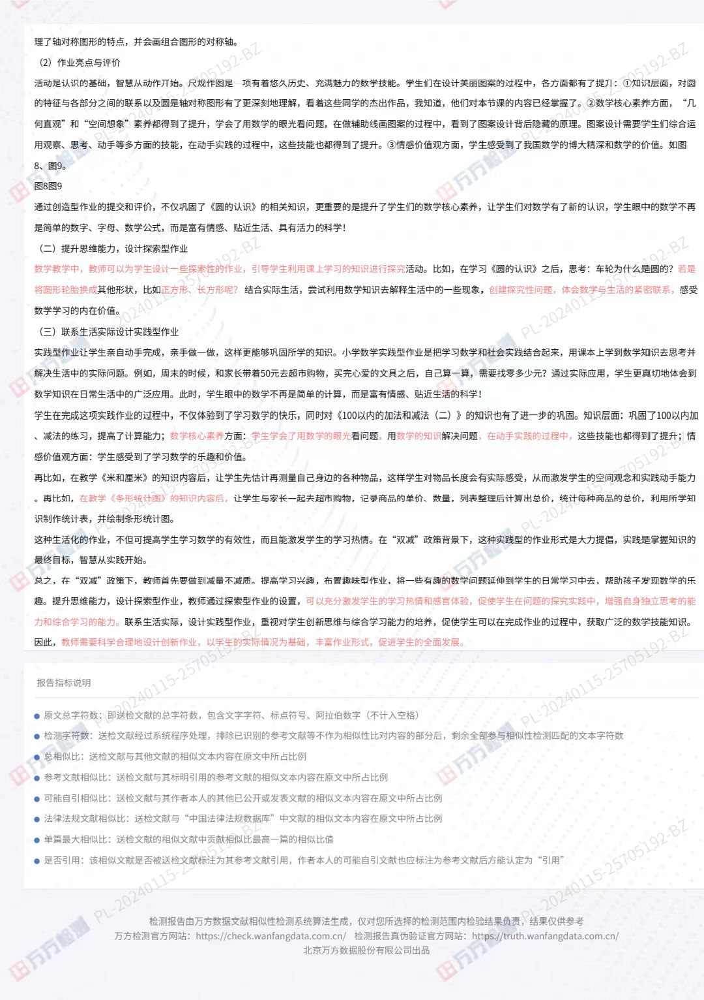 理了轴对称图形的特点，并会画组合图形的对称轴。
（2）作业亮点与评价
活动是认识的基础，智慧从动作开始。尺规作图是一项有着悠久历史、充满魅力的数学技能。学生们在设计美丽图案的过程中，各方面都有了提升：①知识层面，对圆
的特征与各部分之间的联系以及圆是轴对称图形有了更深刻地理解，看着这些同学的杰出作品，我知道，他们对本节课的内容已经掌握了。②数学核心素养方面，“几
何直观”和“空间想象”素养都得到了提升，学会了用数学的眼光看问题，在做辅助线画图案的过程中，看到了图案设计背后隐藏的原理。图案设计需要学生们综合运
用观察、思考、动手等多方面的技能，在动手实践的过程中，这些技能也都得到了提升。③情感价值观方面，学生感受到了我国数学的博大精深和数学的价值。如图
8、图9。
图8图9
通过创造型作业的提交和评价，不仅巩固了《圆的认识》的相关知识，更重要的是提升了学生们的数学核心素养，让学生们对数学有了新的认识，学生眼中的数学不再
是简单的数字、字母、数学公式，而是富有情感、贴近生活、具有活力的科学！
（二）提升思维能力，设计探索型作业
数学教学中，教师可以为学生设计一些探索性的作业，引导学生利用课上学习的知识进行探究活动。比如，在学习《圆的认识》之后，思考：车轮为什么是圆的？若是
将圆形轮胎换成其他形状，比如正方形、长方形呢？ 结合实际生活，尝试利用数学知识去解释生活中的一些现象，创建探究性问题，体会数学与生活的紧密联系，感受
数学学习的内在价值。
（三）联系生活实际设计实践型作业
实践型作业让学生亲自动手完成，亲手做一做，这样更能够巩固所学的知识。小学数学实践型作业是把学习数学和社会实践结合起来，用课本上学到数学知识去思考并
解决生活中的实际问题。例如，周末的时候，和家长带着50元去超市购物，买完心爱的文具之后，自己算一算，需要找零多少元？通过实际应用，学生更真切地体会到
数学知识在日常生活中的广泛应用。此时，学生眼中的数学不再是简单的计算，而是富有情感、贴近生活的科学！
学生在完成这项实践作业的过程中，不仅体验到了学习数学的快乐，同时对《100以内的加法和减法（二）》的知识也有了进一步的巩固。知识层面：巩固了100以内加
、减法的练习，提高了计算能力；数学核心素养方面：学生学会了用数学的眼光看问题，用数学的知识解决问题，在动手实践的过程中，这些技能也都得到了提升；情
感价值观方面：学生感受到了学习数学的乐趣和价值。
再比如，在教学《米和厘米》的知识内容后，让学生先估计再测量自己身边的各种物品，这样学生对物品长度会有实际感受，从而激发学生的空间观念和实践动手能力
。再比如，在教学《条形统计图》的知识内容后，让学生与家长一起去超市购物，记录商品的单价、数量，列表整理后计算出总价，统计每种商品的总价，利用所学知
识制作统计表，并绘制条形统计图。
这种生活化的作业，不但可提高学生学习数学的有效性，而且能激发学生的学习热情。在“双减”政策背景下，这种实践型的作业形式是大力提倡，实践是掌握知识的
最终目标，智慧从实践开始。
总之，在“双减”政策下，教师首先要做到减量不减质。提高学习兴趣，布置趣味型作业，将一些有趣的数学问题延伸到学生的日常学习中去，帮助孩子发现数学的乐
趣。提升思维能力，设计探索型作业，教师通过探索型作业的设置，可以充分激发学生的学习热情和感官体验，促使学生在问题的探究实践中，增强自身独立思考的能
力和综合学习的能力。联系生活实际，设计实践型作业，重视对学生创新思维与综合学习能力的培养，促使学生可以在完成作业的过程中，获取广泛的数学技能知识。
因此，教师需要科学合理地设计创新作业，以学生的实际情况为基础，丰富作业形式，促进学生的全面发展。
报告指标说明
原文总字符数：即送检文献的总字符数，包含文字字符、标点符号、阿拉伯数字（不计入空格）
检测字符数：送检文献经过系统程序处理，排除已识别的参考文献等不作为相似性比对内容的部分后，剩余全部参与相似性检测匹配的文本字符数
总相似比：送检文献与其他文献的相似文本内容在原文中所占比例
参考文献相似比：送检文献与其标明引用的参考文献的相似文本内容在原文中所占比例
可能自引相似比：送检文献与其作者本人的其他已公开或发表文献的相似文本内容在原文中所占比例
法律法规文献相似比：送检文献与“中国法律法规数据库”中文献的相似文本内容在原文中所占比例
单篇最大相似比：送检文献的相似文献中贡献相似比最高一篇的相似比值
是否引用：该相似文献是否被送检文献标注为其参考文献引用，作者本人的可能自引文献也应标注为参考文献后方能认定为“引用”
检测报告由万方数据文献相似性检测系统算法生成，仅对您所选择的检测范围内检验结果负责，结果仅供参考
万方检测官方网站：https://check.wanfangdata.com.cn/ 检测报告真伪验证官方网站：https://truth.wanfangdata.com.cn/
北京万方数据股份有限公司出品
万方检测 PL-20240115-25705192-BZ
万方检测 PL-20240115-25705192-BZ
万方检测 PL-20240115-25705192-BZ
万方检测 PL-20240115-25705192-BZ
万方检测 PL-20240115-25705192-BZ
万方检测 PL-20240115-25705192-BZ
万方检测 PL-20240115-25705192-BZ
万方检测 PL-20240115-25705192-BZ
万方检测 PL-20240115-25705192-BZ
万方检测 PL-20240115-25705192-BZ